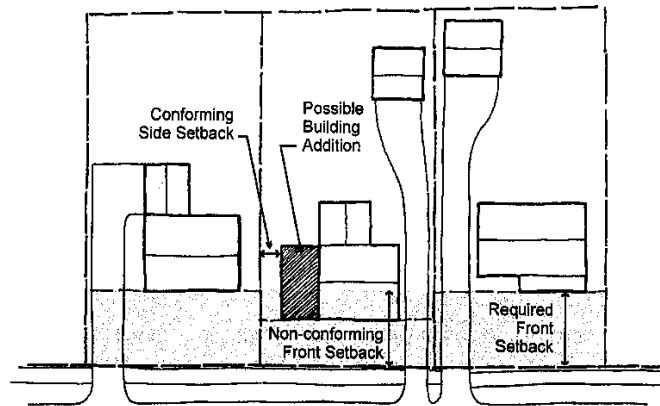 Conforming
Side Setback
Possible
Building
Addition
Non-conforming
Front Setback
Required
Front
Setback